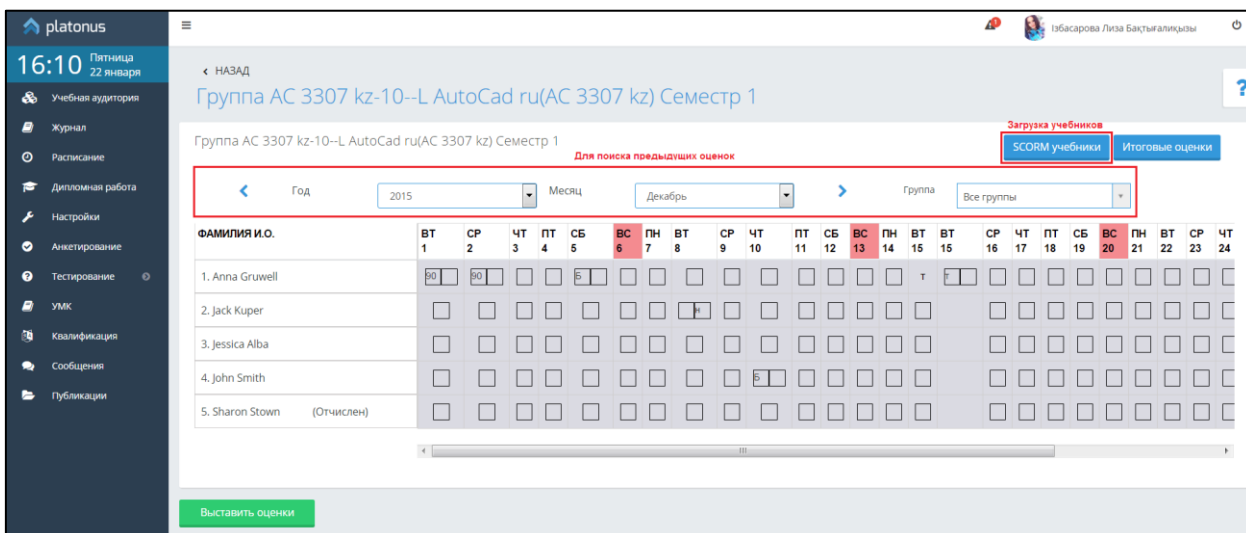 platonus
Ізбасарова Лиза Бақтығалиқызы
16:10 Пятница 22 января
Учебная аудитория
Журнал
Расписание
Дипломная работа
Настройки
Анкетирование
Тестирование
УМК
Квалификация
Сообщения
Публикации
НАЗАД
Группа AC 3307 kz-10--L AutoCad ru(AC 3307 kz) Семестр 1
?
Группа AC 3307 kz-10--L AutoCad ru(AC 3307 kz) Семестр 1
Загрузка учебников
SCORM учебники Итоговые оценки
Для поиска предыдущих оценок
Год 2015 Месяц Декабрь Группа Все группы
ФАМИЛИЯ И.О. ВТ СР ЧТ ПТ СБ ВС ПН ВТ СР ЧТ ПТ СБ ВС ПН ВТ ВТ СР ЧТ ПТ СБ ВС ПН ВТ СР ЧТ
1 2 3 4 5 6 7 8 9 10 11 12 13 14 15 15 16 17 18 19 20 21 22 23 24
1. Anna Gruwell 90 90 Б Т Т
2. Jack Kuper Н
3. Jessica Alba
4. John Smith Б
5. Sharon Stown (Отчислен)
Выставить оценки